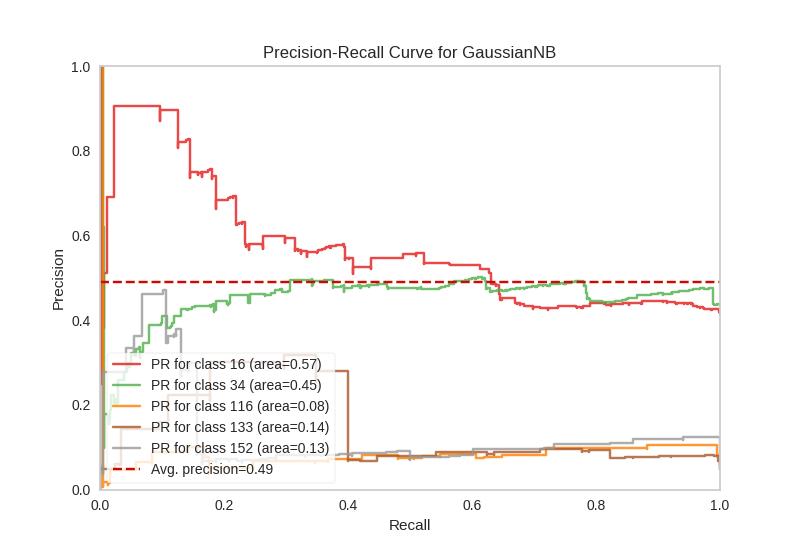 Precision-Recall Curve for GaussianNB
1.0
0.8
0.6
0.4
0.2
0.0
Precision
PR for class 16 (area=0.57)
PR for class 34 (area=0.45)
PR for class 116 (area=0.08)
PR for class 133 (area=0.14)
PR for class 152 (area=0.13)
Avg. precision=0.49
0.0 0.2 0.4 0.6 0.8 1.0
Recall